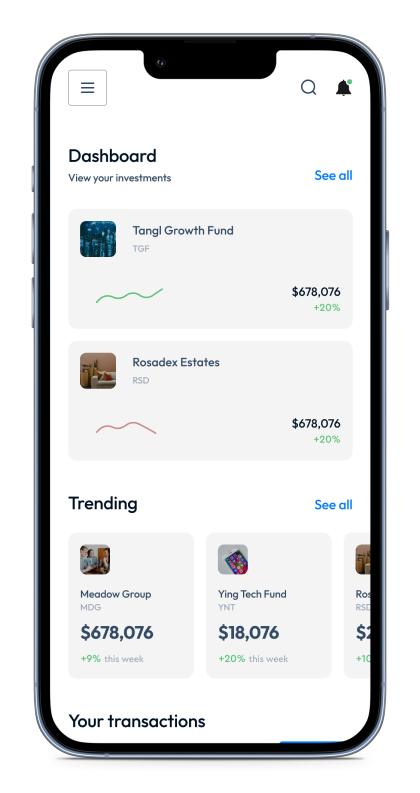 Dashboard
View your investments
See all
Tangl Growth Fund
TGF
$678,076
+20%
Rosadex Estates
RSD
$678,076
+20%
Trending
See all
Meadow Group
MDG
$678,076
+9% this week
Ying Tech Fund
YNT
$18,076
+20% this week
Ros
RSD
$2
+10
Your transactions